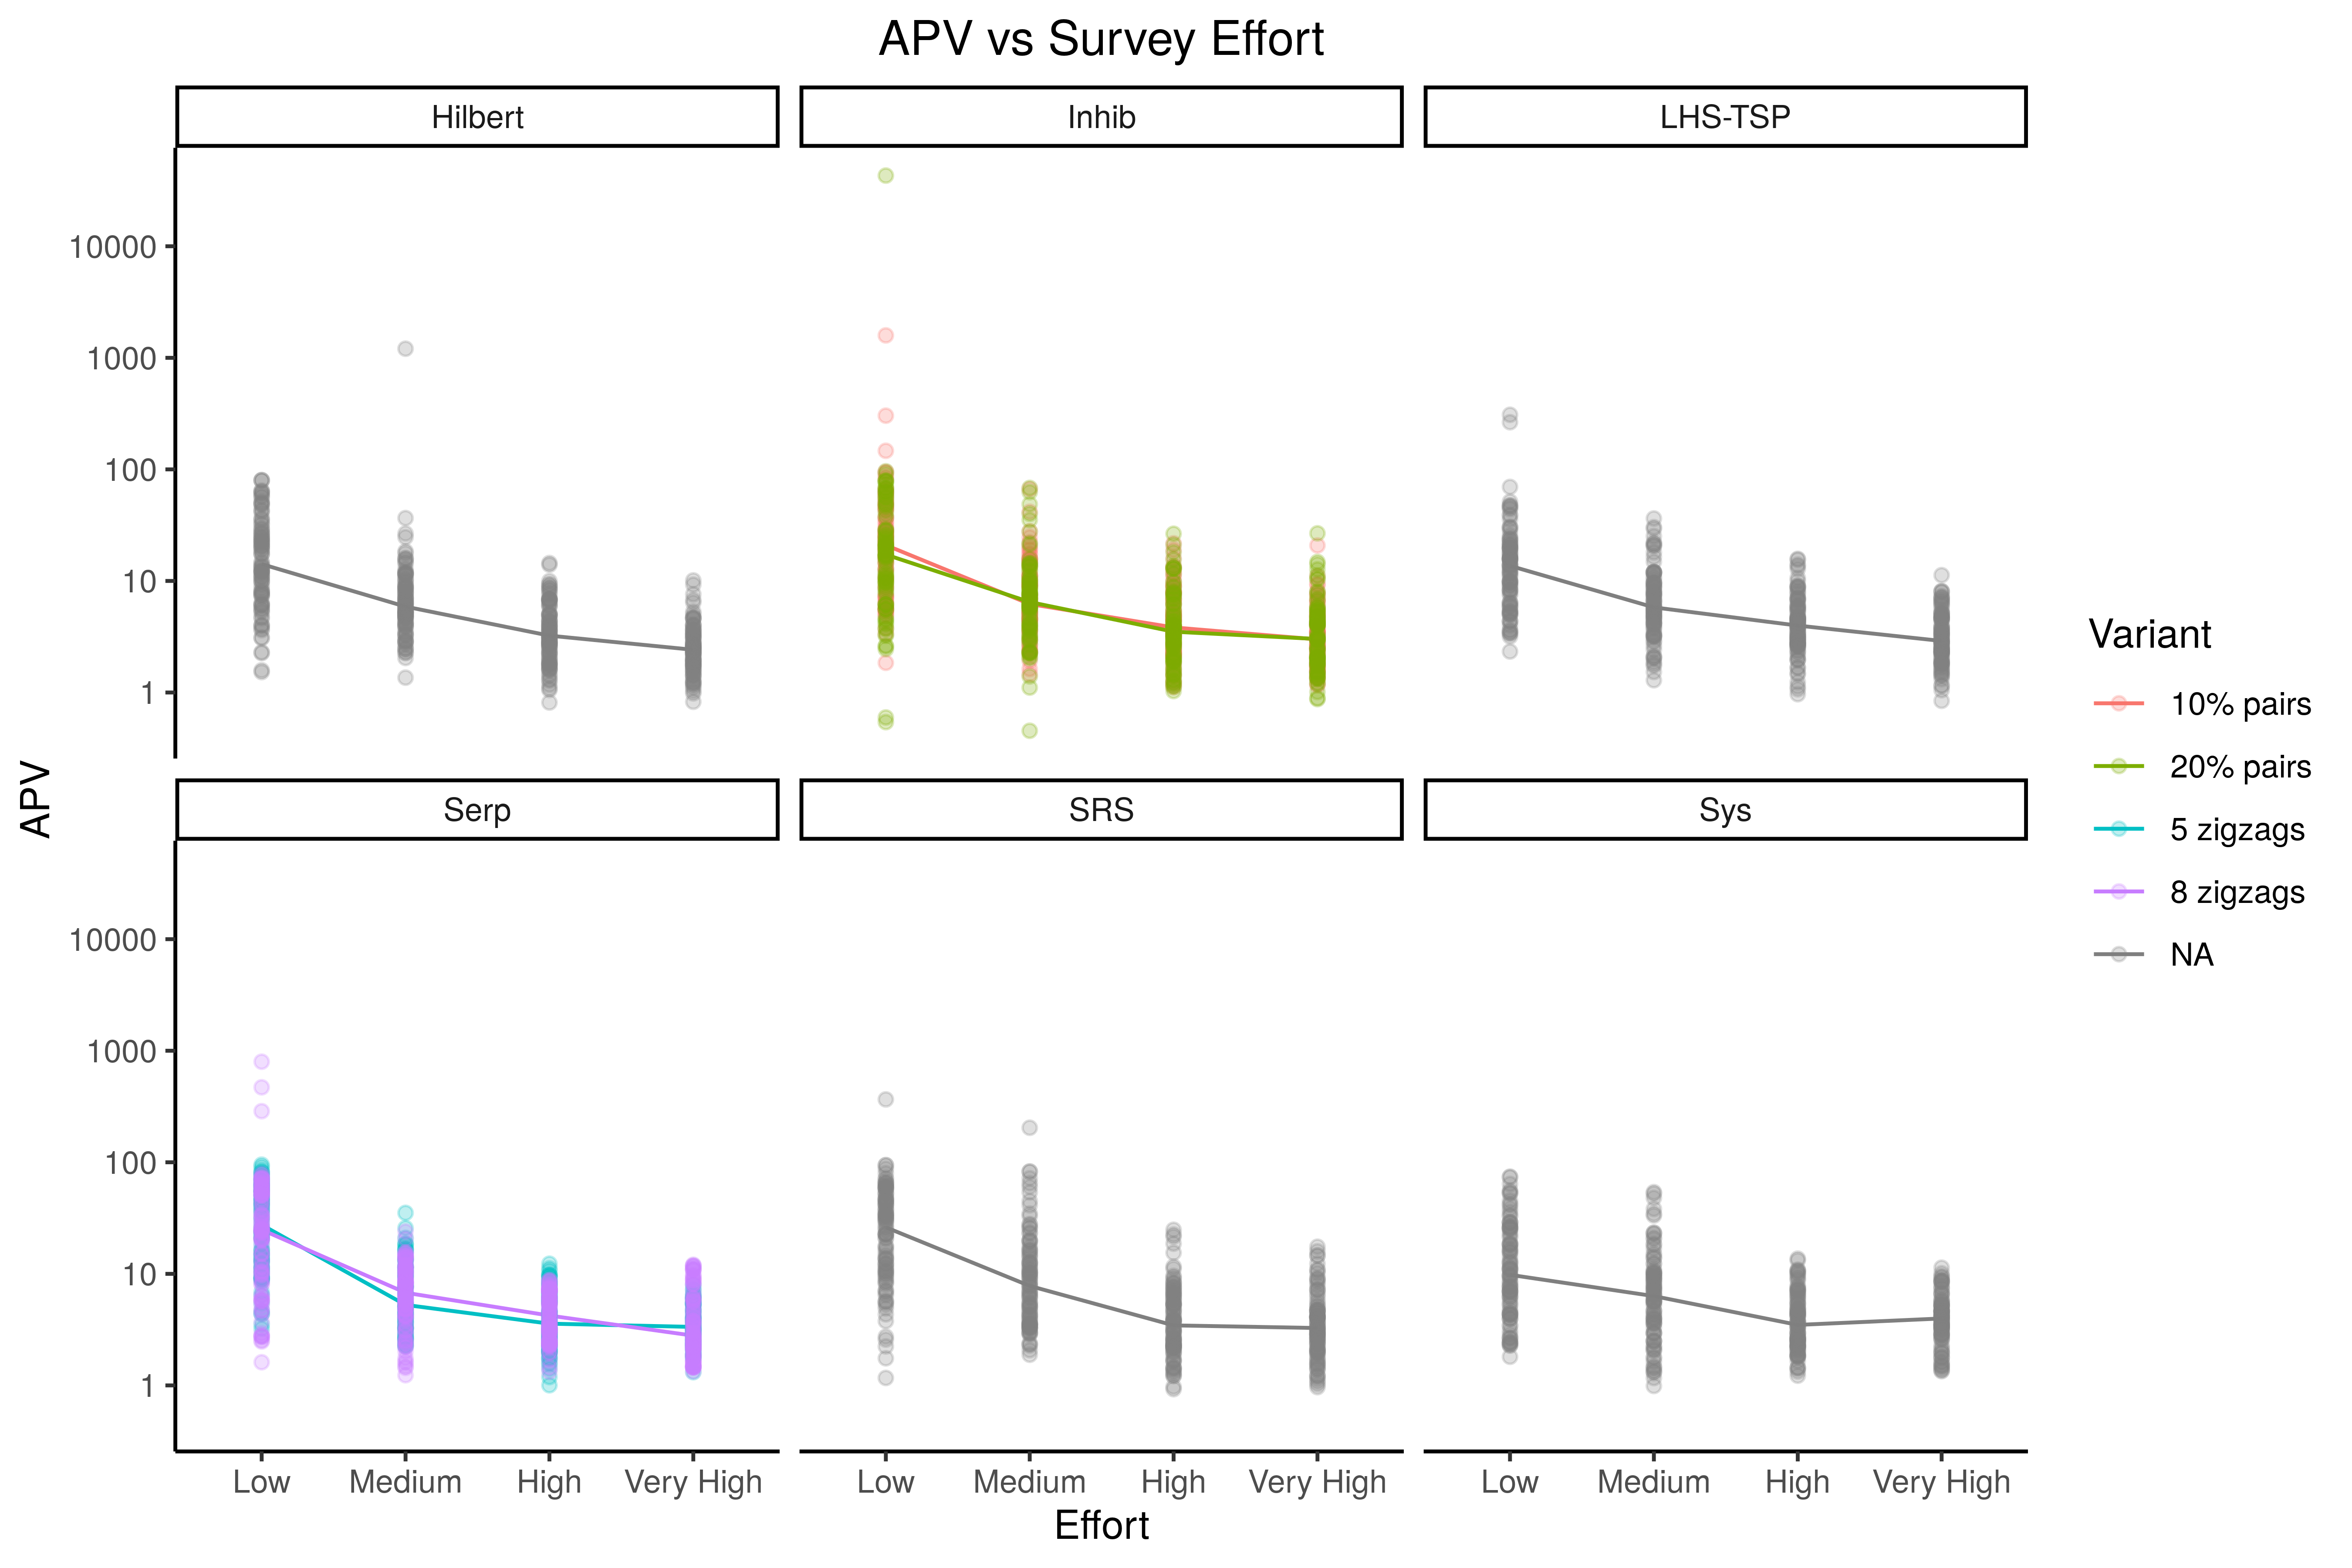 APV vs Survey Effort
Hilbert
Inhib
LHS-TSP
10000
1000
100
10
1
Serp
SRS
Sys
10000
1000
100
10
1
APV
Low Medium High Very High
Low Medium High Very High
Low Medium High Very High
Effort
Variant
10% pairs
20% pairs
5 zigzags
8 zigzags
NA